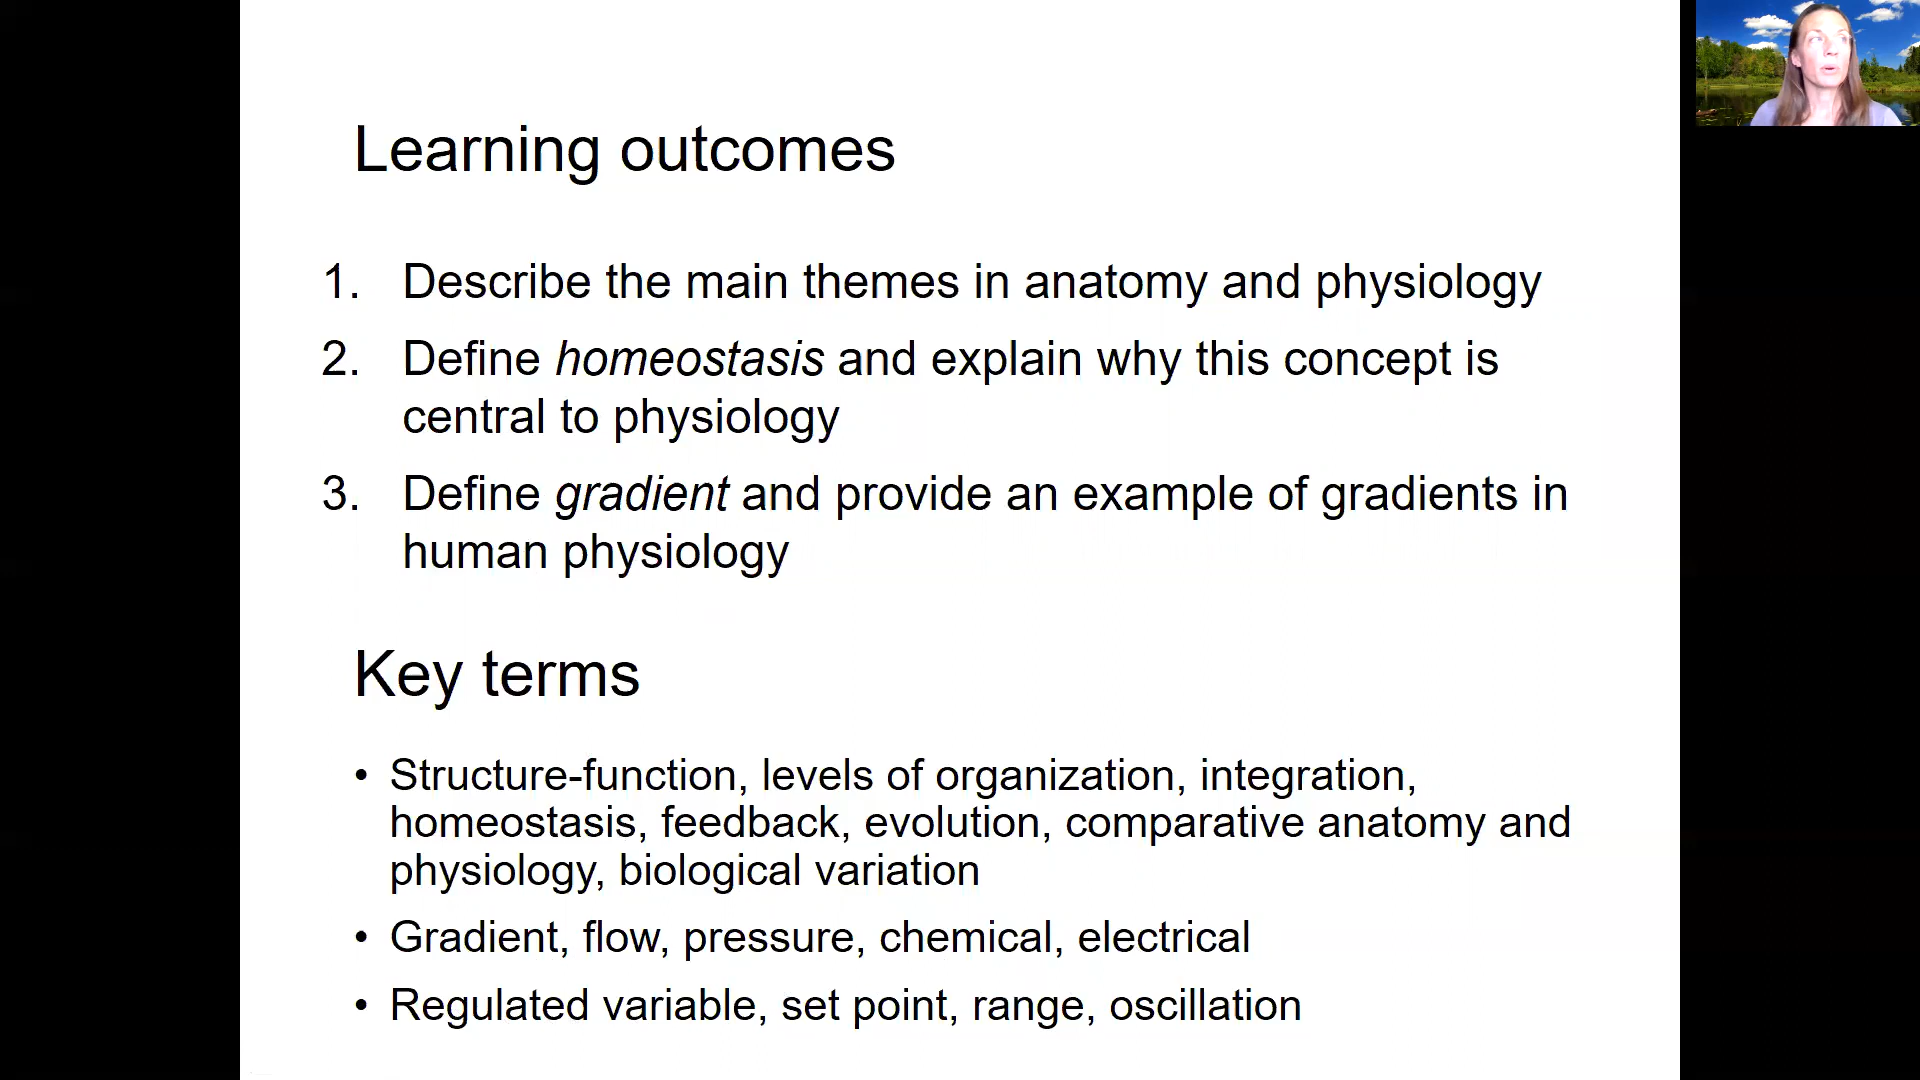 Learning outcomes
1. Describe the main themes in anatomy and physiology
2. Define homeostasis and explain why this concept is
central to physiology
3. Define gradient and provide an example of gradients in
human physiology
Key terms
• Structure-function, levels of organization, integration,
homeostasis, feedback, evolution, comparative anatomy and
physiology, biological variation
• Gradient, flow, pressure, chemical, electrical
• Regulated variable, set point, range, oscillation